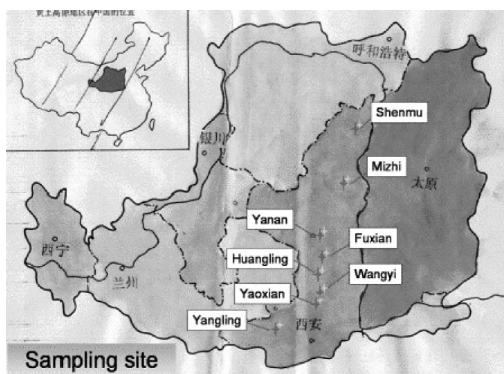 黄土高原地区在中国的位置
呼和浩特
Shenmu
银川
Mizhi
太原
Yanan
西宁
Fuxian
Huangling
兰州
Wangyi
Yaoxian
Yangling
西安
Sampling site